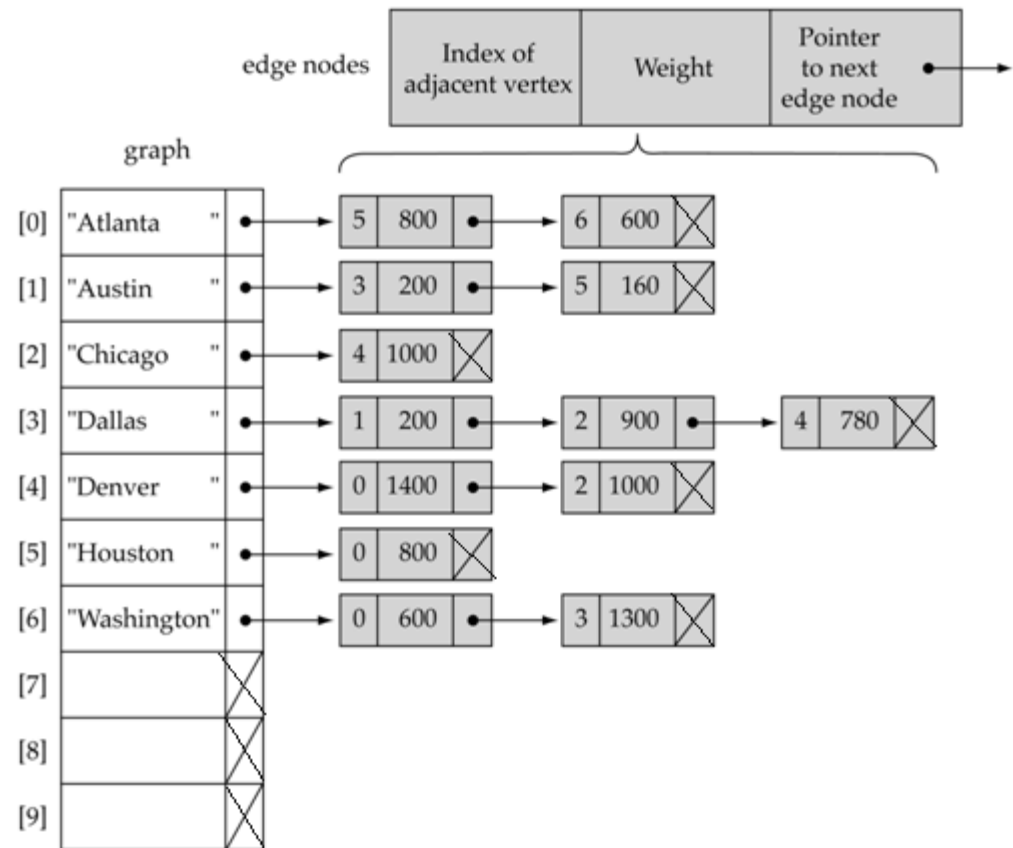 edge nodes
Index of
adjacent vertex
Weight
Pointer
to next
edge node
graph
[0] "Atlanta " 5 800 6 600
[1] "Austin " 3 200 5 160
[2] "Chicago " 4 1000
[3] "Dallas " 1 200 2 900 4 780
[4] "Denver " 0 1400 2 1000
[5] "Houston " 0 800
[6] "Washington" 0 600 3 1300
[7]
[8]
[9]